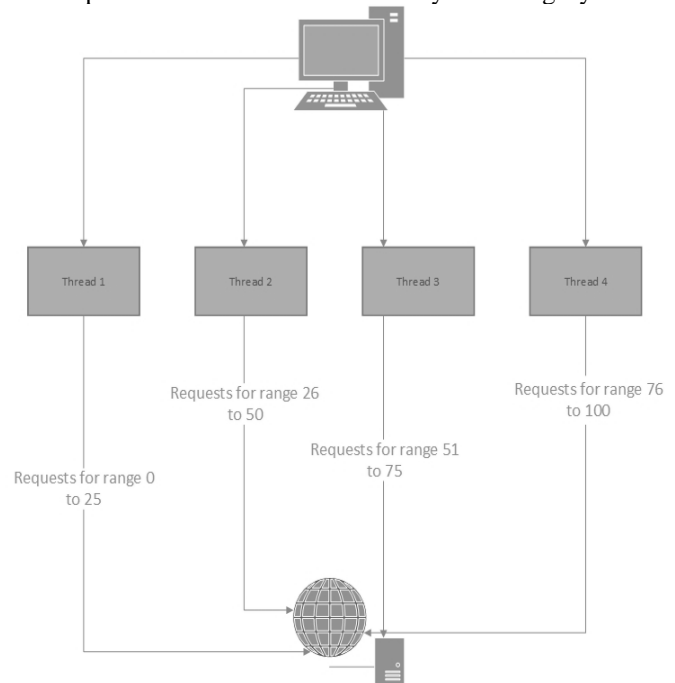 Thread 1
Thread 2
Thread 3
Thread 4
Requests for range 26
to 50
Requests for range 76
to 100
Requests for range 51
to 75
Requests for range 0
to 25